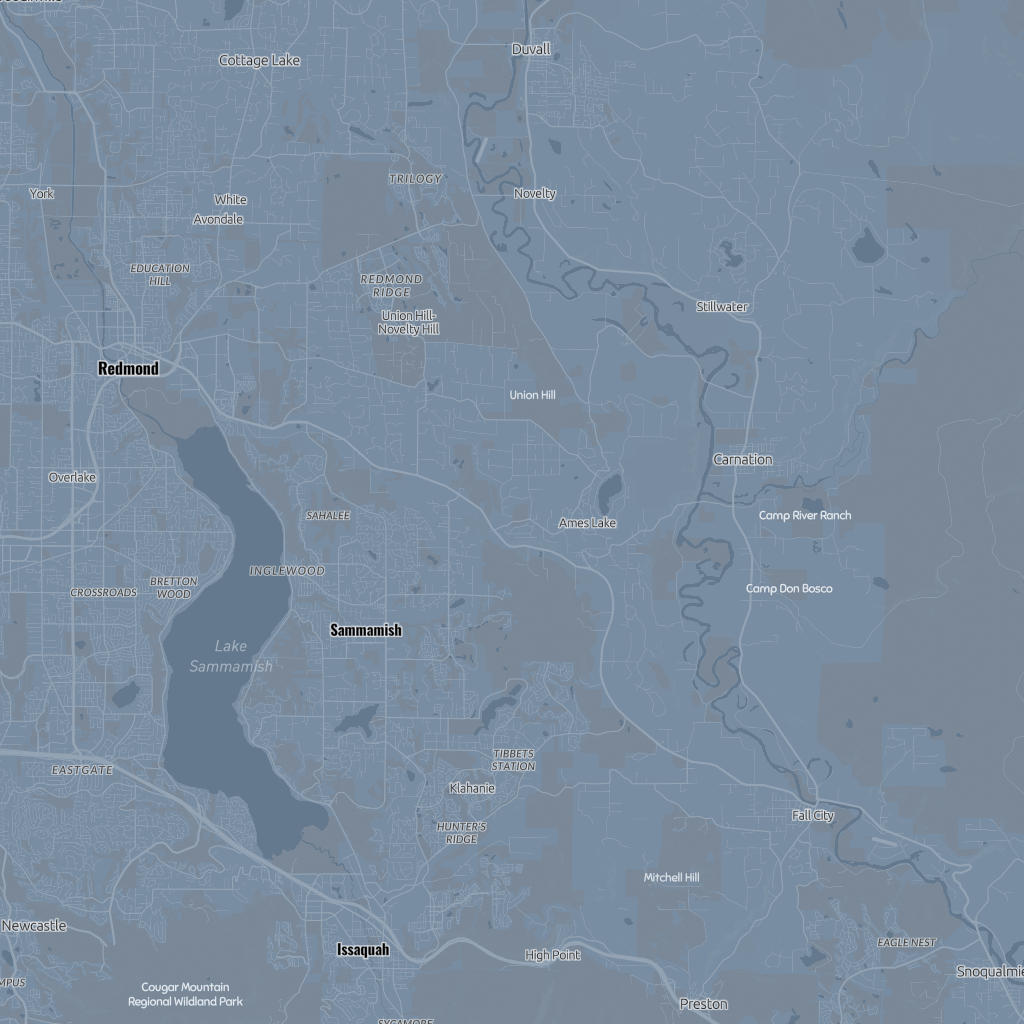 Duvall
Cottage Lake
TRILOGY
York
White
Avondale
Novelty
EDUCATION
HILL
REDMOND
RIDGE
Union Hill-
Novelty Hill
Stillwater
Redmond
Union Hill
Overlake
Carnation
SAHALEE
Ames Lake
Camp River Ranch
CROSSROADS
BRETTON
WOOD
INGLEWOOD
Camp Don Bosco
Sammamish
Lake
Sammamish
EASTGATE
TIBBETS
STATION
Klahanie
Fall City
HUNTER'S
RIDGE
Mitchell Hill
Newcastle
Issaquah
High Point
EAGLE NEST
Snoqualmie
Cougar Mountain
Regional Wildland Park
Preston